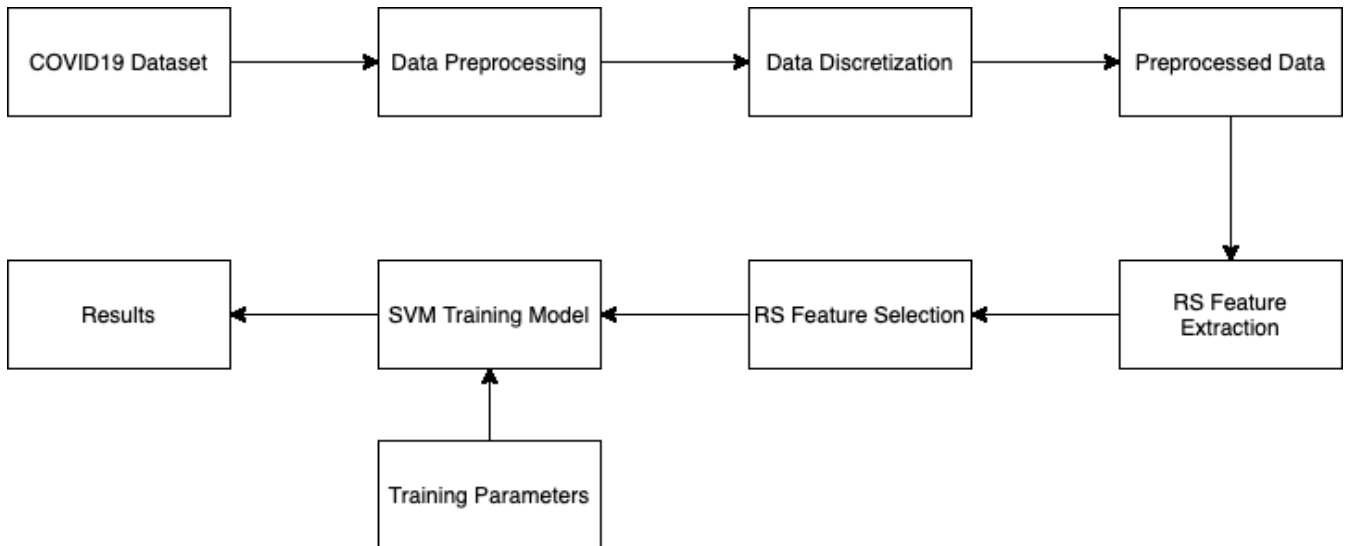 COVID19 Dataset
Data Preprocessing
Data Discretization
Preprocessed Data
Results
SVM Training Model
RS Feature Selection
RS Feature
Extraction
Training Parameters